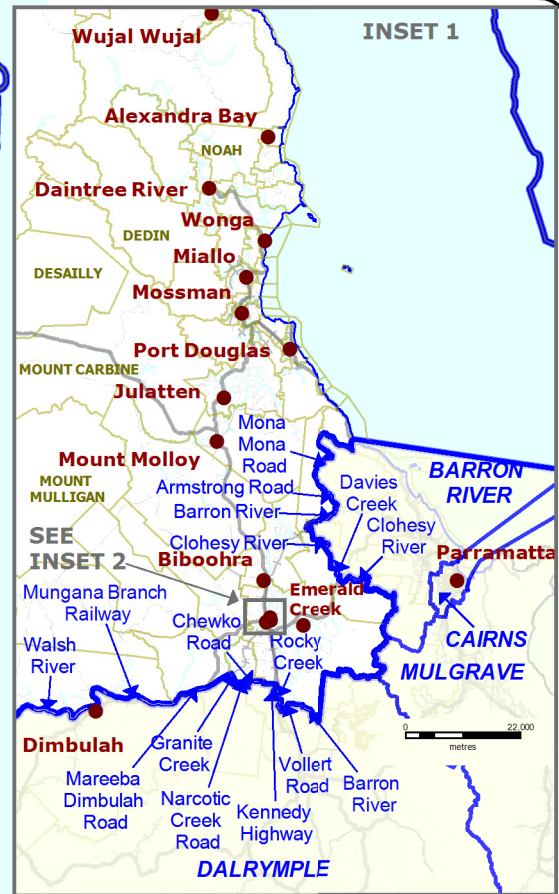 INSET 1
Wujal Wujal
Alexandra Bay
NOAH
Daintree River
Wonga
DEDIN
Miallo
DESAILLY
Mossman
Port Douglas
MOUNT CARBINE
Julatten
Mona
Mona
Road
Mount Molloy
BARRON
RIVER
MOUNT
MULLIGAN
Armstrong Road
Davies
Creek
Barron River
Clohesy
River
SEE
INSET 2
Clohesy River
Biboohra
Parramatta
Mungana Branch
Railway
Emerald
Creek
Chewko
Road
Rocky
Creek
CAIRNS
Walsh
River
MULGRAVE
0
22,000
metres
Dimbulah
Granite
Creek
Vollert
Road
Barron
River
Mareeba
Dimbulah
Road
Narcotic
Creek
Road
Kennedy
Highway
DALRYMPLE